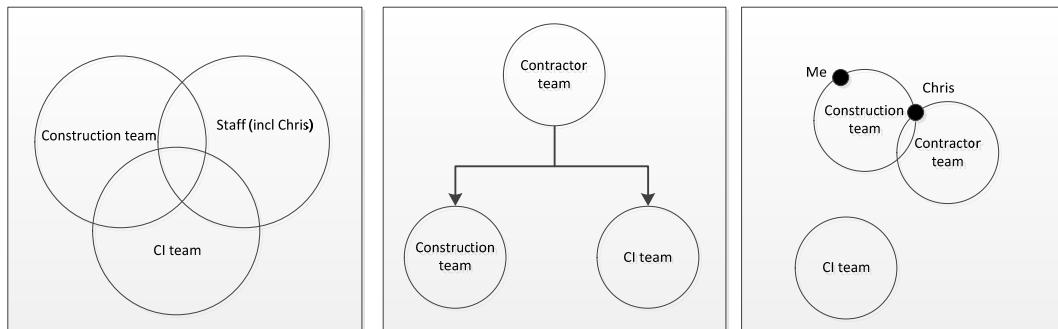 Construction team
Staff (incl Chris)
CI team
Contractor
team
Construction
team
CI team
Me
Chris
Construction
team
Contractor
team
CI team